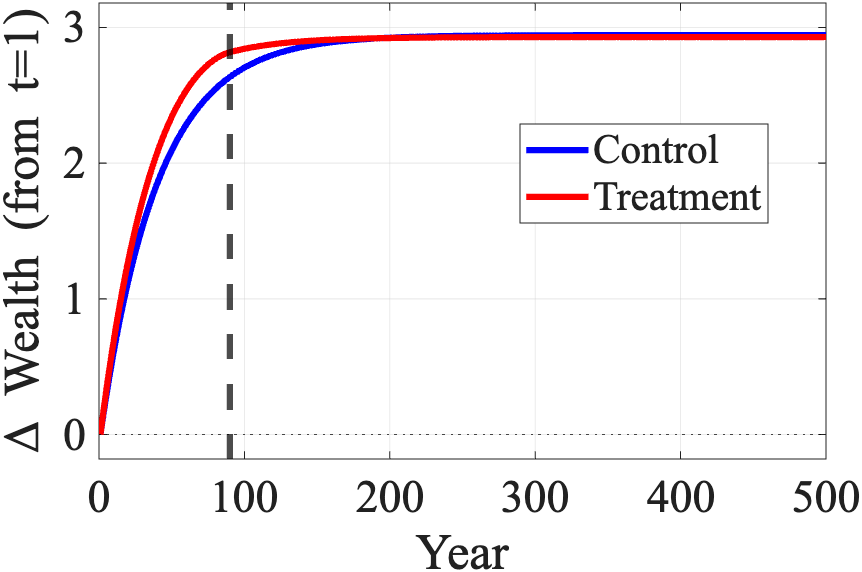 Δ Wealth (from t=1)
3
2
1
0
Control
Treatment
0 100 200 300 400 500
Year